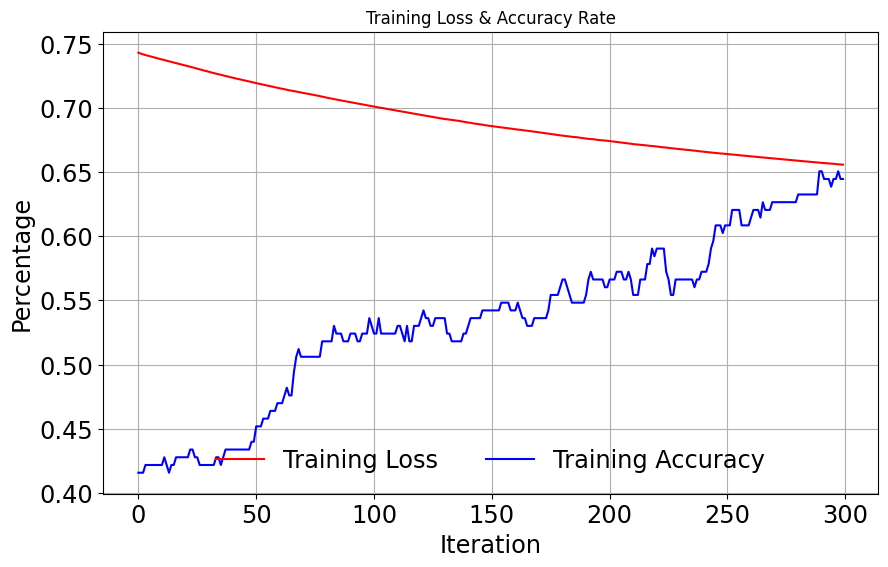 Training Loss & Accuracy Rate
0.75
0.70
0.65
0.60
0.55
0.50
0.45
0.40
Percentage
Training Loss Training Accuracy
0 50 100 150 200 250 300
Iteration